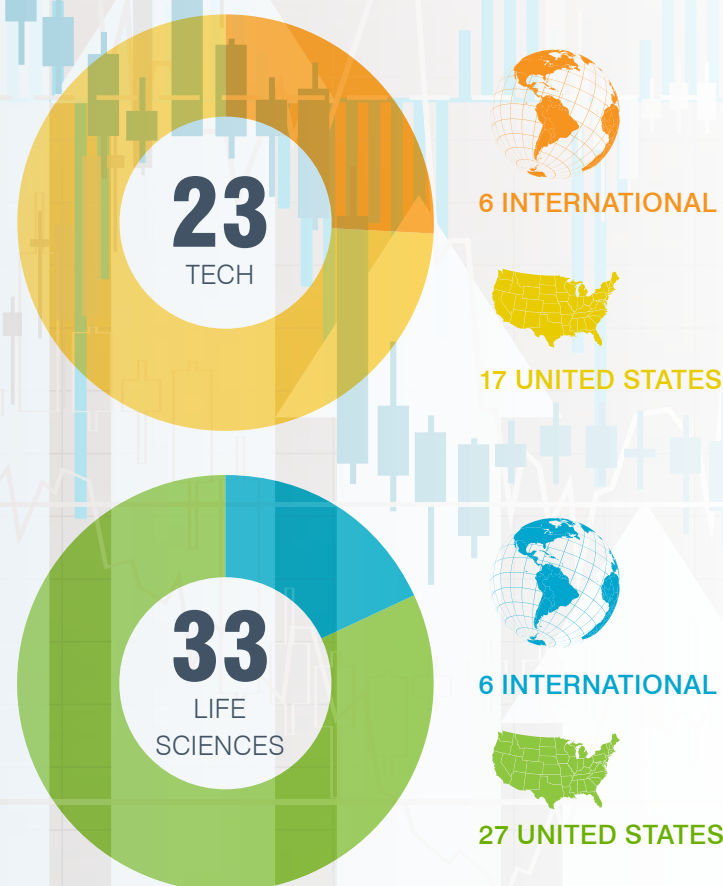 23
TECH
6 INTERNATIONAL
17 UNITED STATES
33
LIFE
SCIENCES
6 INTERNATIONAL
27 UNITED STATES